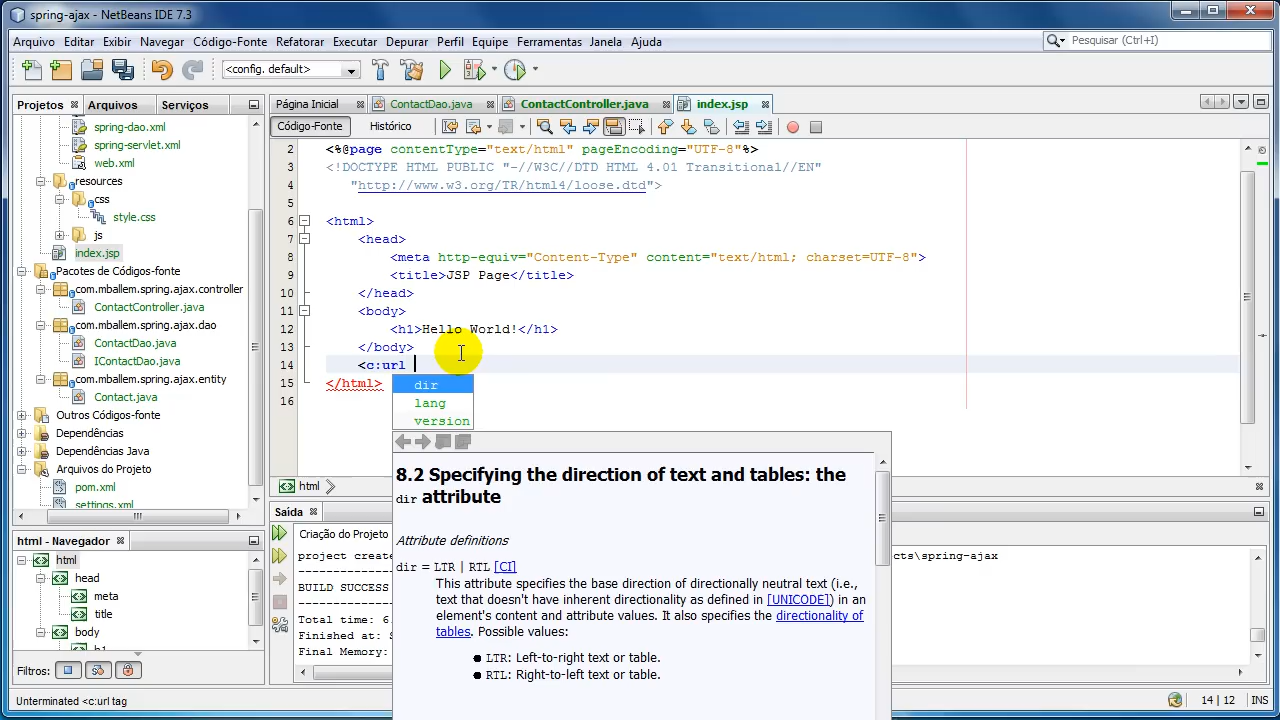 spring-ajax - NetBeans IDE 7.3
Arquivo Editar Exibir Navegar Código-Fonte Refatorar Executar Depurar Perfil Equipe Ferramentas Janela Ajuda
Pesquisar (Ctrl+I)
<config. default>
Projetos Arquivos Serviços
Página Inicial ContactDao.java ContactController.java index.jsp
Código-Fonte Histórico
spring-dao.xml
spring-servlet.xml
web.xml
resources
css
style.css
js
index.jsp
Pacotes de Códigos-fonte
com.mballem.spring.ajax.controller
ContactController.java
com.mballem.spring.ajax.dao
ContactDao.java
IContactDao.java
com.mballem.spring.ajax.entity
Contact.java
Outros Códigos-fonte
Dependências
Dependências Java
Arquivos do Projeto
pom.xml
settings.xml
2 <%@page contentType="text/html" pageEncoding="UTF-8"%>
3 <!DOCTYPE HTML PUBLIC "-//W3C//DTD HTML 4.01 Transitional//EN"
4 "http://www.w3.org/TR/html4/loose.dtd">
5
6 <html>
7 <head>
8 <meta http-equiv="Content-Type" content="text/html; charset=UTF-8">
9 <title>JSP Page</title>
10 </head>
11 <body>
12 <h1>Hello World!</h1>
13 </body>
14 <c:url
15 </html>
16
dir
lang
version
8.2 Specifying the direction of text and tables: the
dir attribute
Attribute definitions
dir = LTR | RTL [CI]
This attribute specifies the base direction of directionally neutral text (i.e.,
text that doesn't have inherent directionality as defined in [UNICODE]) in an
element's content and attribute values. It also specifies the directionality of
tables. Possible values:
● LTR: Left-to-right text or table.
● RTL: Right-to-left text or table.
html
Saída
Criação do Projeto
project create
cts\spring-ajax
------------
BUILD SUCCESS
------------
Total time: 6.
Finished at: S
Final Memory:
html - Navegador
html
head
meta
title
body
h1
Filtros:
Unterminated <c:url tag
14 | 12 INS